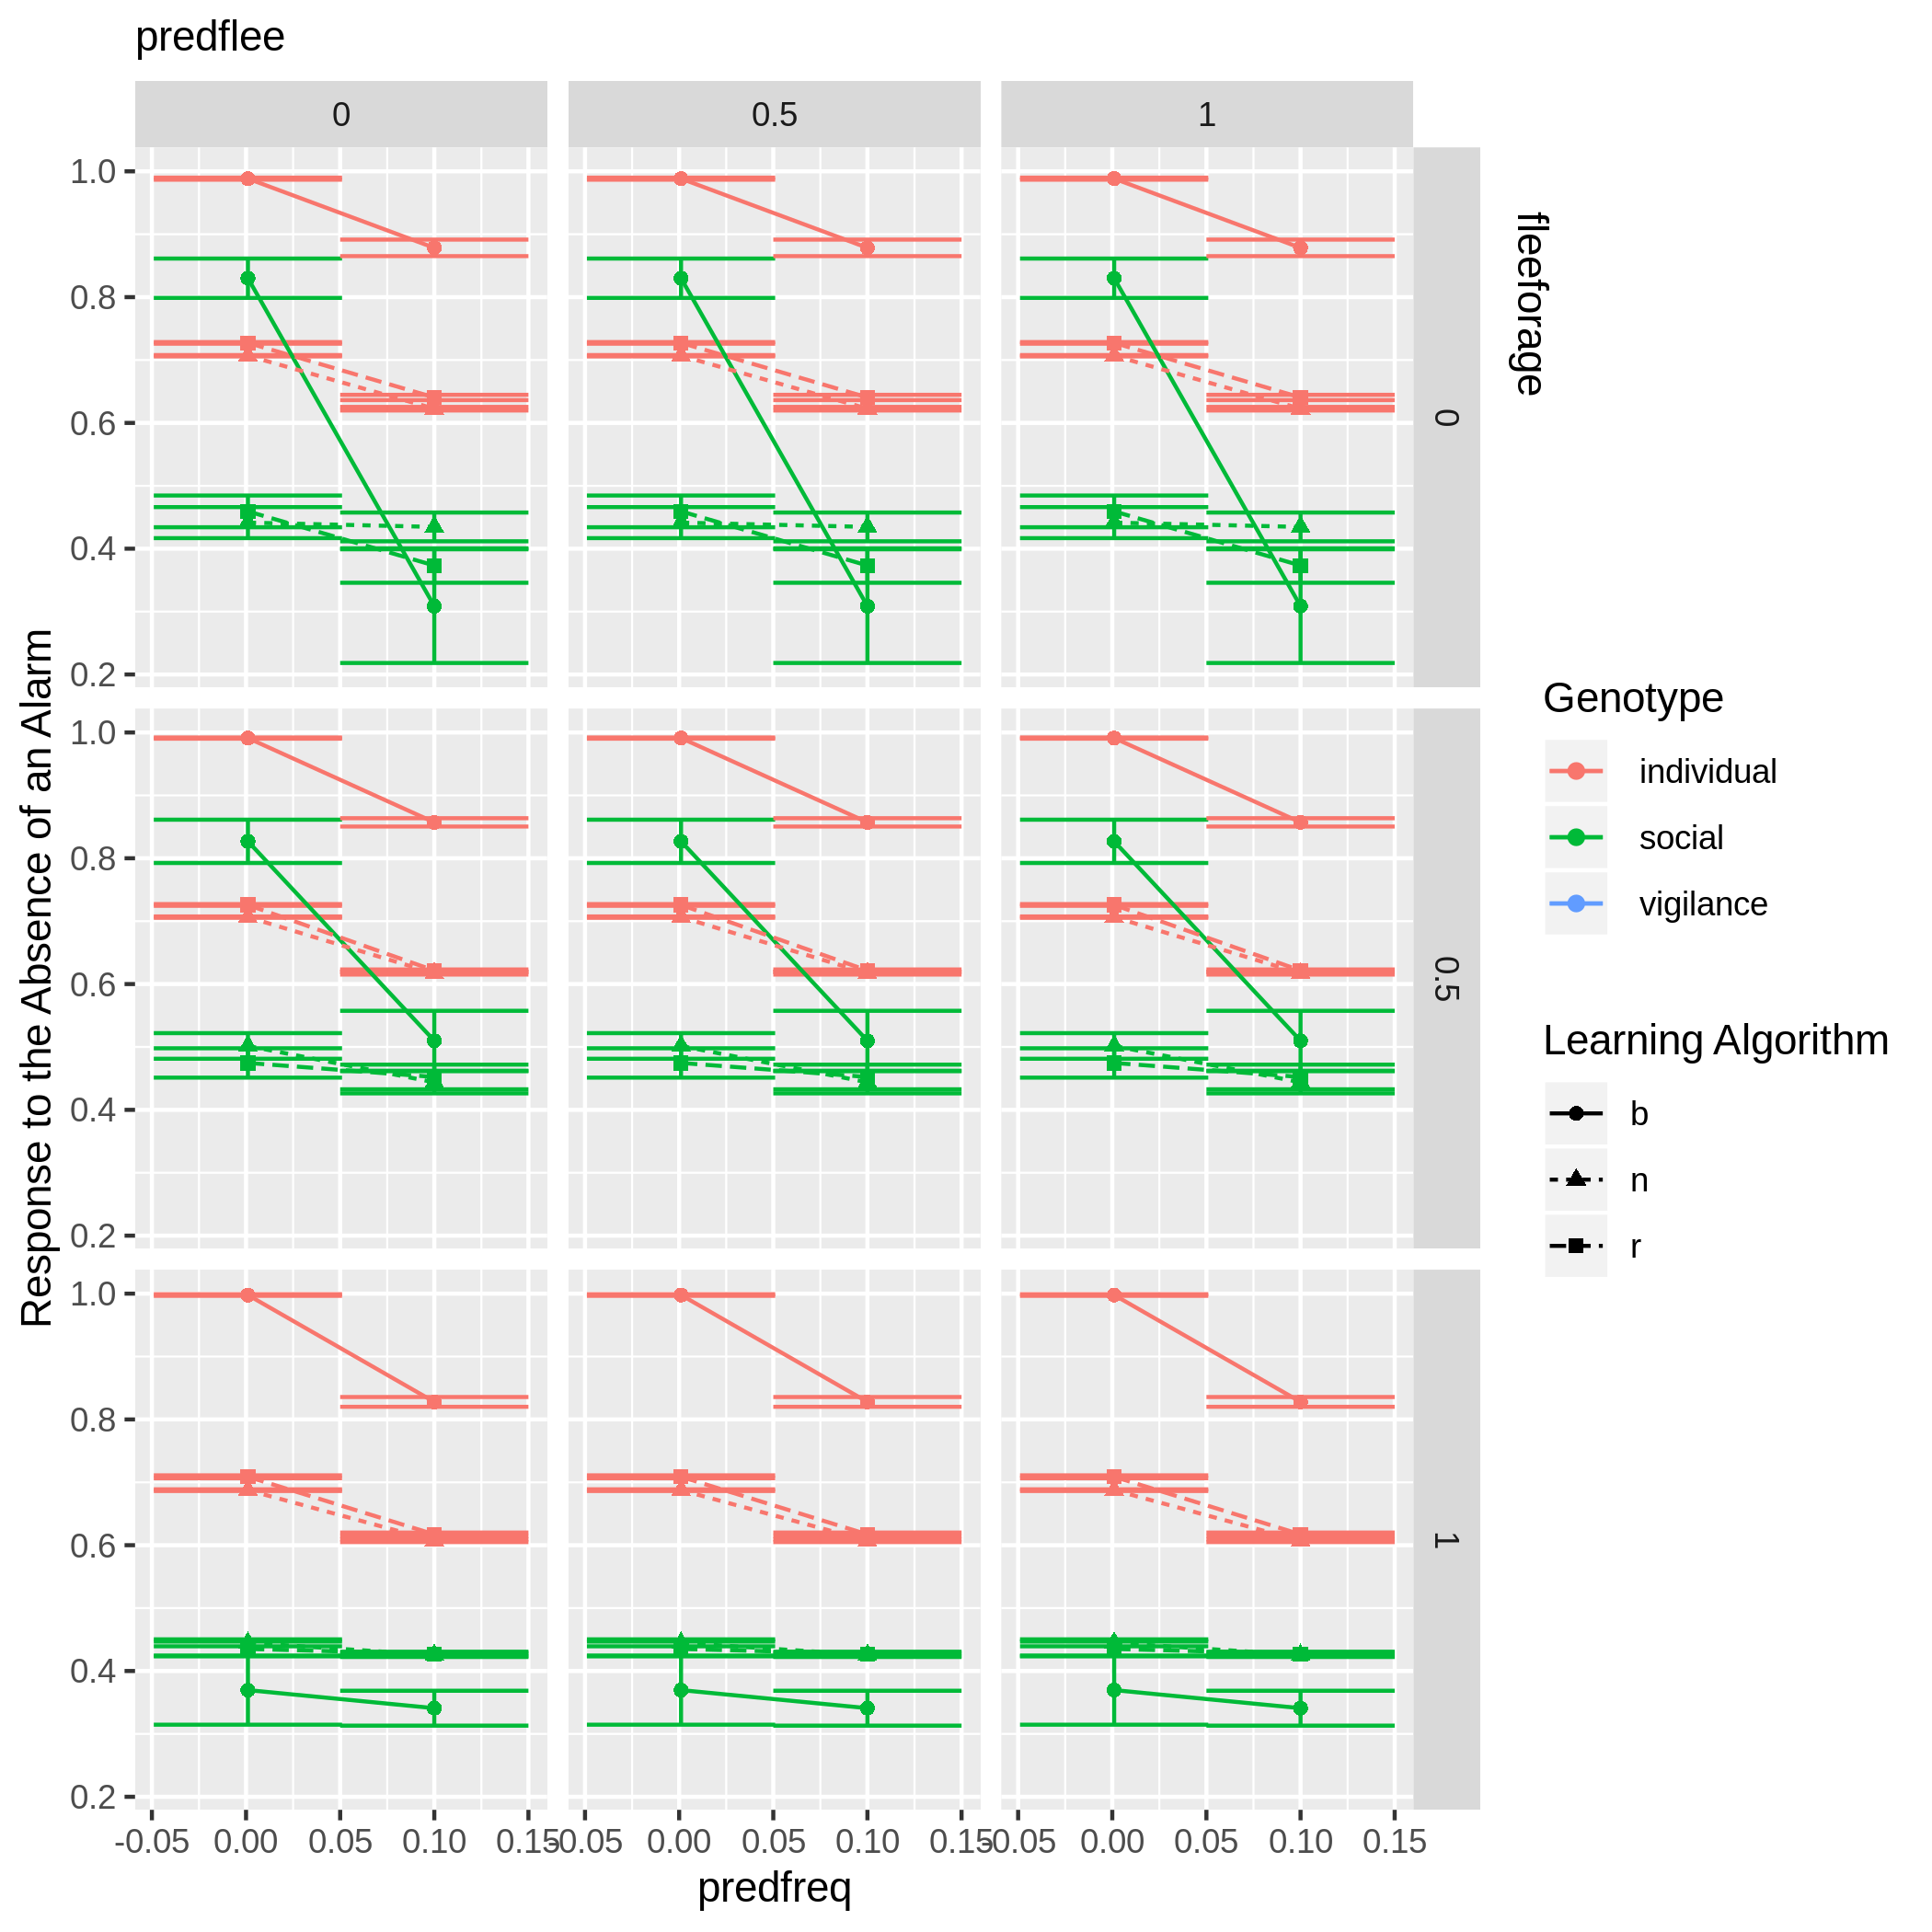 predflee
0 0.5 1
fleeforage
Response to the Absence of an Alarm
1.0
0.8
0.6
0.4
0.2
0
1.0
0.8
0.6
0.4
0.2
0.5
1.0
0.8
0.6
0.4
0.2
1
-0.05 0.00 0.05 0.10 0.15 -0.05 0.00 0.05 0.10 0.15 -0.05 0.00 0.05 0.10 0.15
predfreq
Genotype
individual
social
vigilance
Learning Algorithm
b
n
r